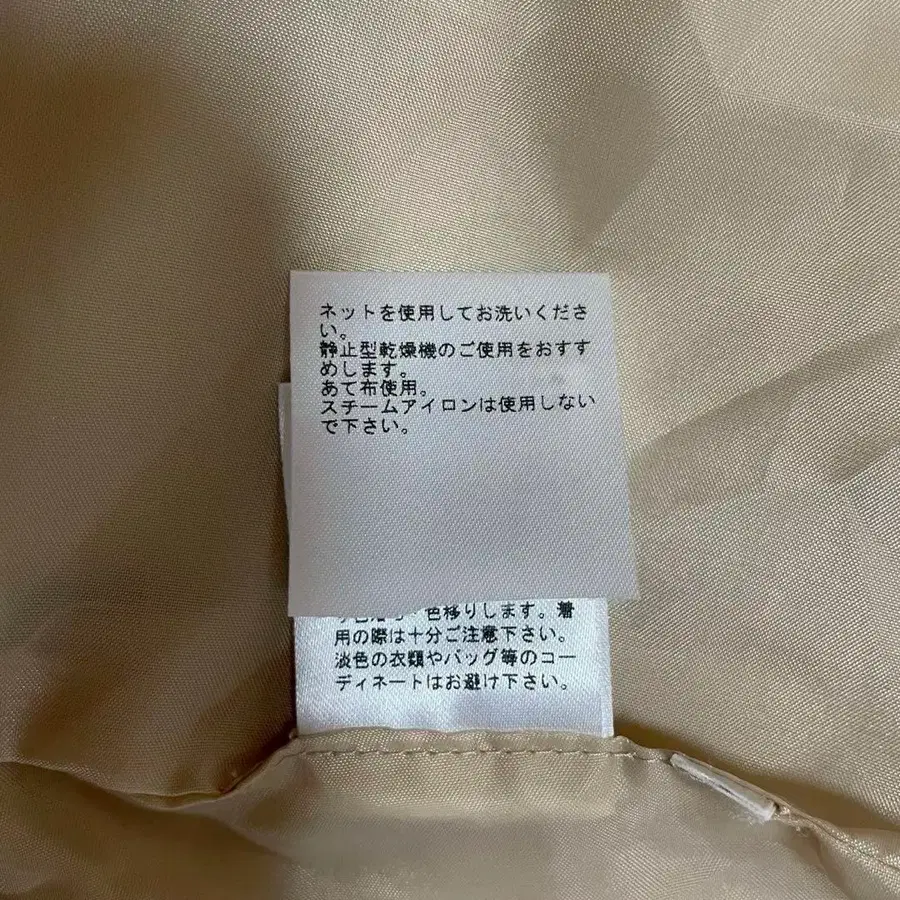 ネットを使用してお洗いくださ
い。
静止型乾燥機のご使用をおすす
めします。
あて布使用。
スチームアイロンは使用しない
で下さい。
色移りします。着
用の際は十分ご注意下さい。
淡色の衣類やバッグ等のコー
ディネートはお避け下さい。